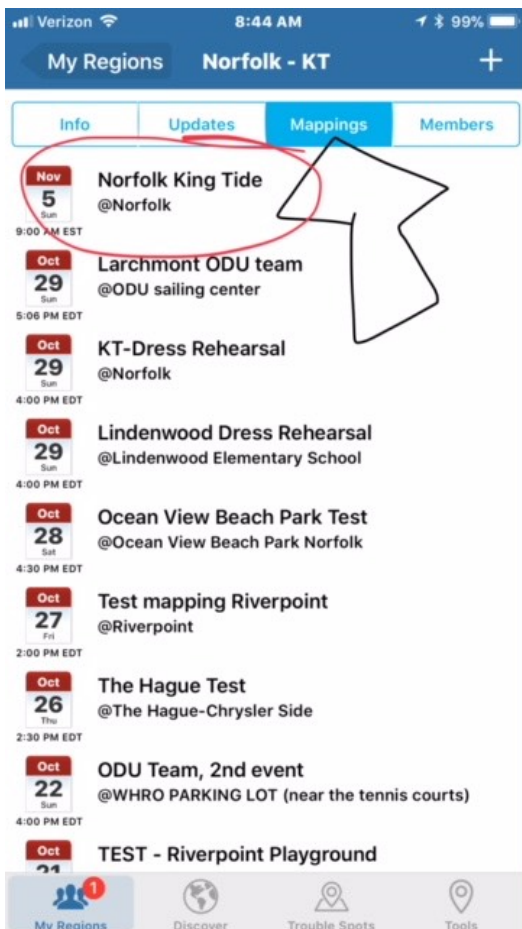 Verizon 8:44 AM 99%
My Regions Norfolk - KT +
Info Updates Mappings Members
Nov
5
Sun
9:00 AM EST
Norfolk King Tide
@Norfolk
Oct
29
Sun
5:06 PM EDT
Larchmont ODU team
@ODU sailing center
Oct
29
Sun
4:00 PM EDT
KT-Dress Rehearsal
@Norfolk
Oct
29
Sun
4:00 PM EDT
Lindenwood Dress Rehearsal
@Lindenwood Elementary School
Oct
28
Sat
4:30 PM EDT
Ocean View Beach Park Test
@Ocean View Beach Park Norfolk
Oct
27
Fri
2:00 PM EDT
Test mapping Riverpoint
@Riverpoint
Oct
26
Thu
2:30 PM EDT
The Hague Test
@The Hague-Chrysler Side
Oct
22
Sun
4:00 PM EDT
ODU Team, 2nd event
@WHRO PARKING LOT (near the tennis courts)
Oct
21
TEST - Riverpoint Playground
1
My Regions Discover Trouble Spots Tools